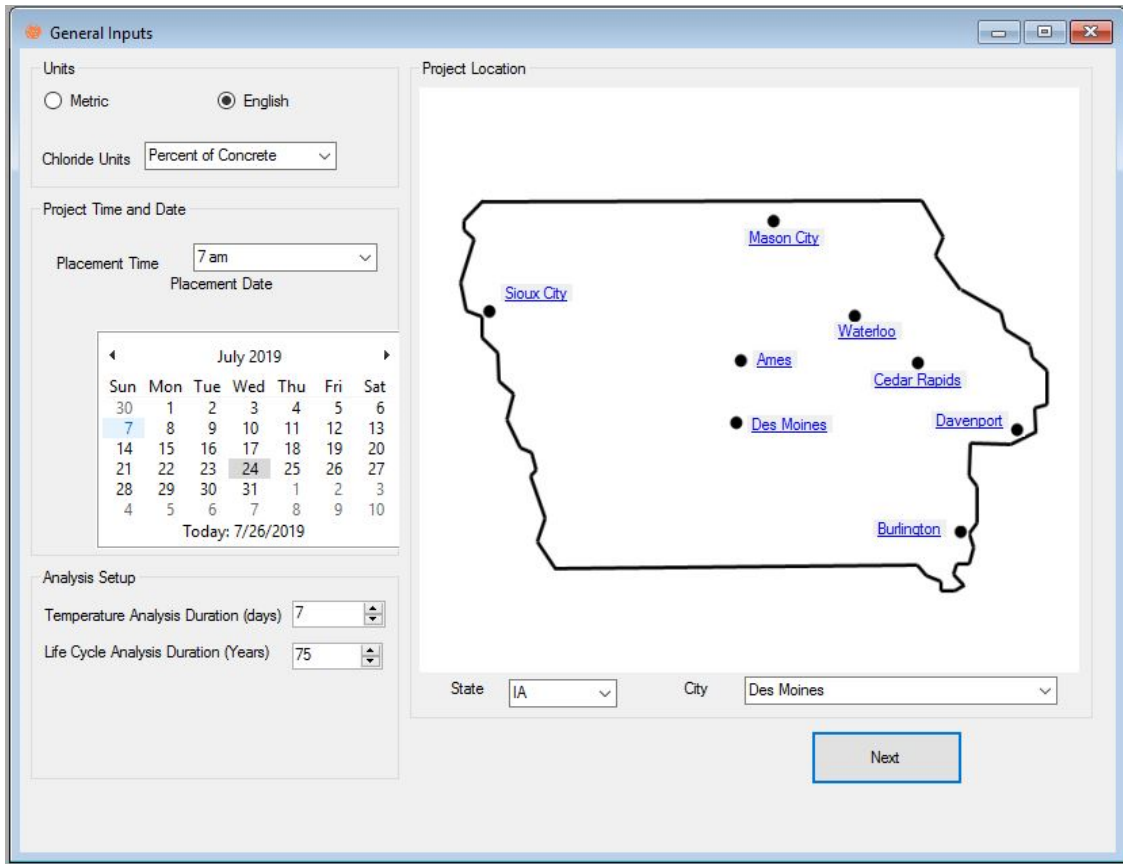 General Inputs
Units
Metric
English
Chloride Units
Percent of Concrete
Project Time and Date
Placement Time
7 am
Placement Date
July 2019
Sun Mon Tue Wed Thu Fri Sat
30 1 2 3 4 5 6
7 8 9 10 11 12 13
14 15 16 17 18 19 20
21 22 23 24 25 26 27
28 29 30 31 1 2 3
4 5 6 7 8 9 10
Today: 7/26/2019
Analysis Setup
Temperature Analysis Duration (days) 7
Life Cycle Analysis Duration (Years) 75
Project Location
Mason City
Sioux City
Waterloo
Ames
Cedar Rapids
Davenport
Des Moines
Burlington
State IA City Des Moines
Next